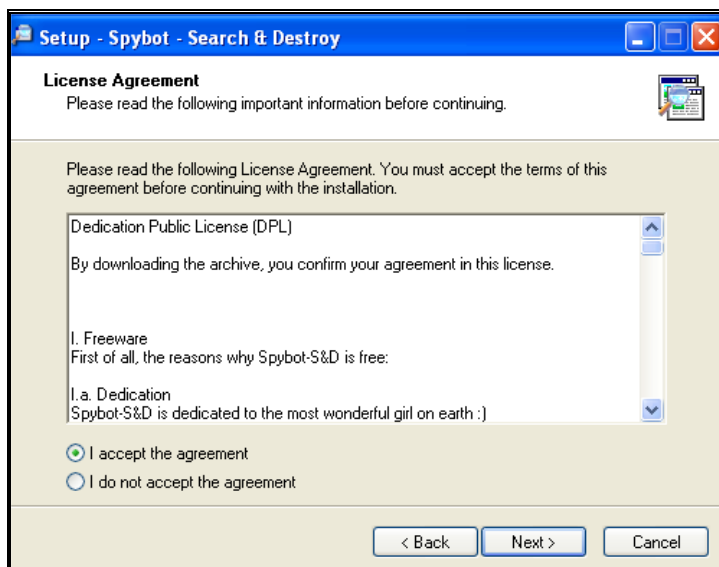 Setup - Spybot - Search & Destroy
License Agreement
Please read the following important information before continuing.
Please read the following License Agreement. You must accept the terms of this
agreement before continuing with the installation.
Dedication Public License (DPL)
By downloading the archive, you confirm your agreement in this license.
I. Freeware
First of all, the reasons why Spybot-S&D is free:
I.a. Dedication
Spybot-S&D is dedicated to the most wonderful girl on earth :)
I accept the agreement
I do not accept the agreement
< Back Next > Cancel